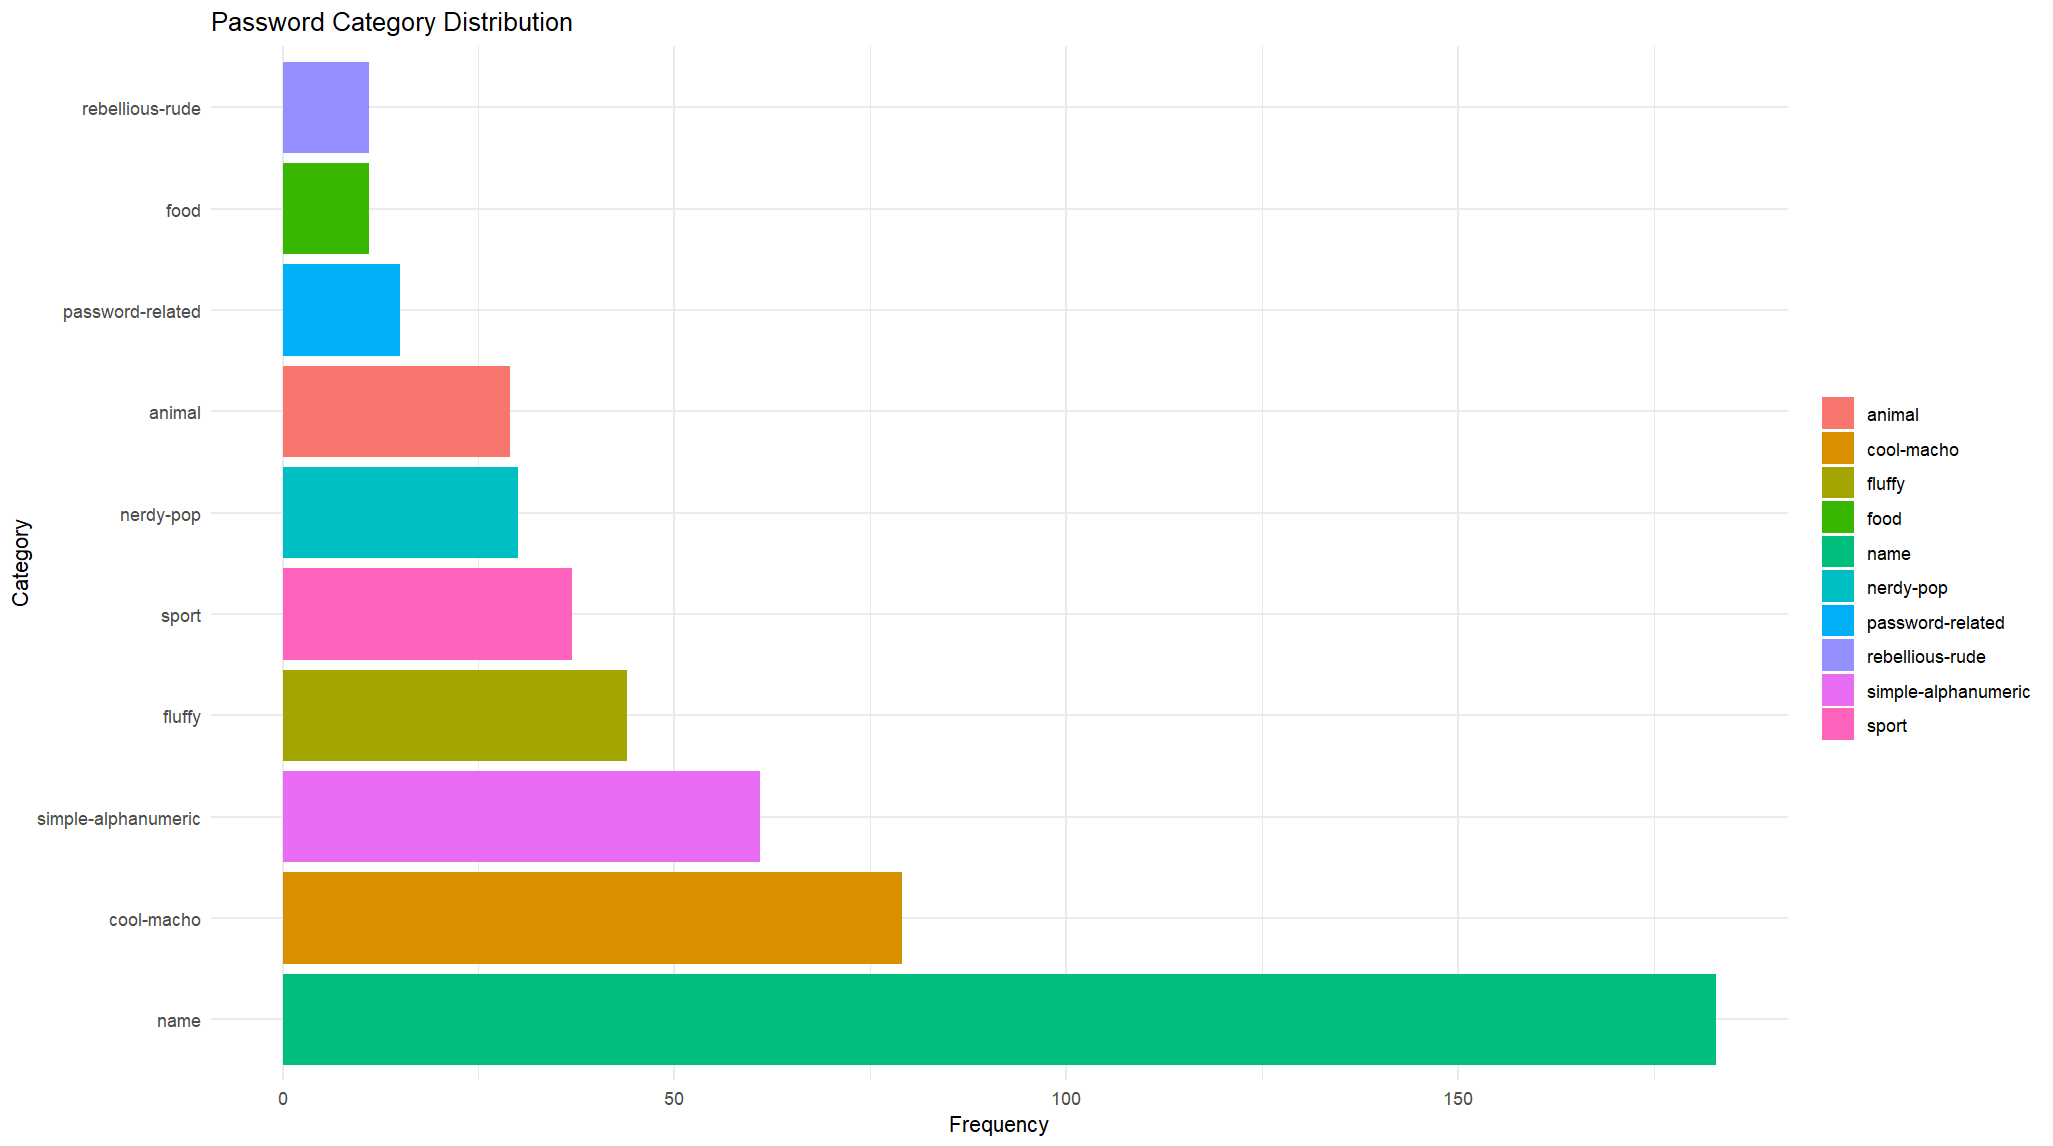 Password Category Distribution
rebellious-rude
food
password-related
animal
nerdy-pop
sport
fluffy
simple-alphanumeric
cool-macho
name
Category
0
50
100
150
Frequency
animal
cool-macho
fluffy
food
name
nerdy-pop
password-related
rebellious-rude
simple-alphanumeric
sport